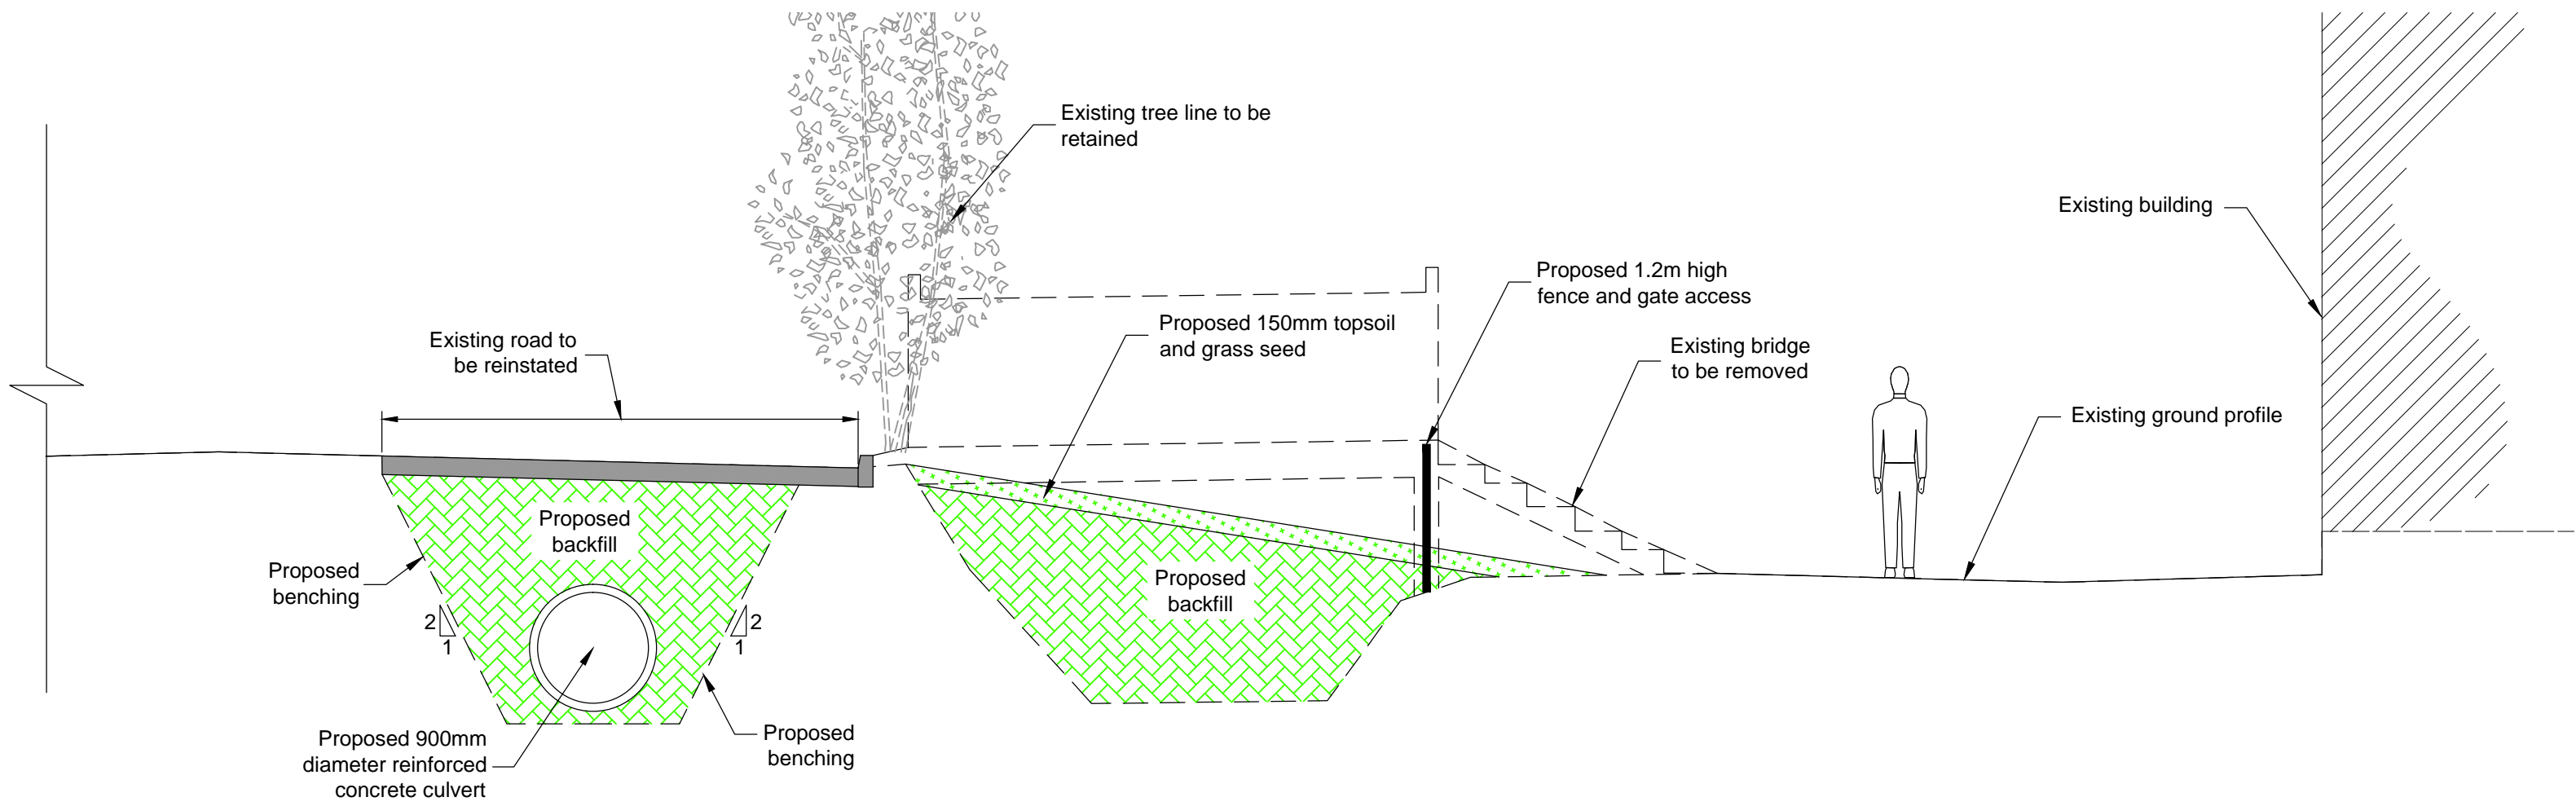 Existing tree line to be
retained
Existing building
Proposed 1.2m high
fence and gate access
Proposed 150mm topsoil
and grass seed
Existing road to
be reinstated
Existing bridge
to be removed
Existing ground profile
Proposed
backfill
Proposed
benching
Proposed
backfill
2
1
2
1
Proposed 900mm
diameter reinforced
concrete culvert
Proposed
benching